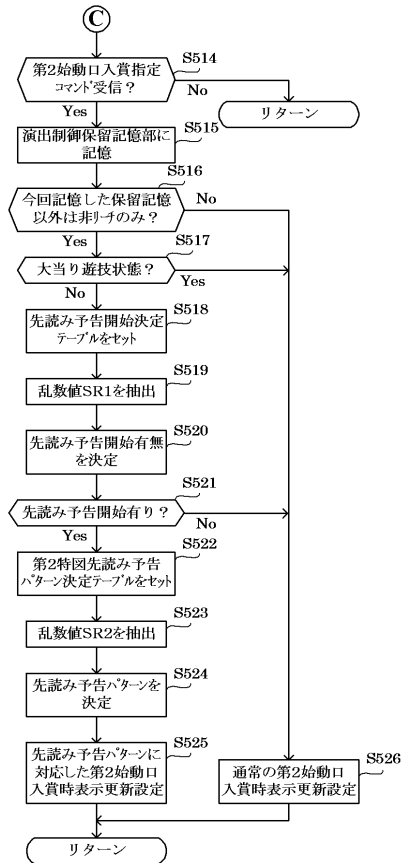 C
S514
第2始動口入賞指定
コマンド受信？
No
Yes
リターン
S515
演出制御保留記憶部に
記憶
S516
今回記憶した保留記憶
以外は非リーチのみ？
No
Yes
S517
大当り遊技状態？
Yes
No
S518
先読み予告開始決定
テーブルをセット
S519
乱数値SR1を抽出
S520
先読み予告開始有無
を決定
S521
先読み予告開始有り？
No
Yes
S522
第2特図先読み予告
パターン決定テーブルをセット
S523
乱数値SR2を抽出
S524
先読み予告パターンを
決定
S525
先読み予告パターンに
対応した第2始動口
入賞時表示更新設定
S526
通常の第2始動口
入賞時表示更新設定
リターン